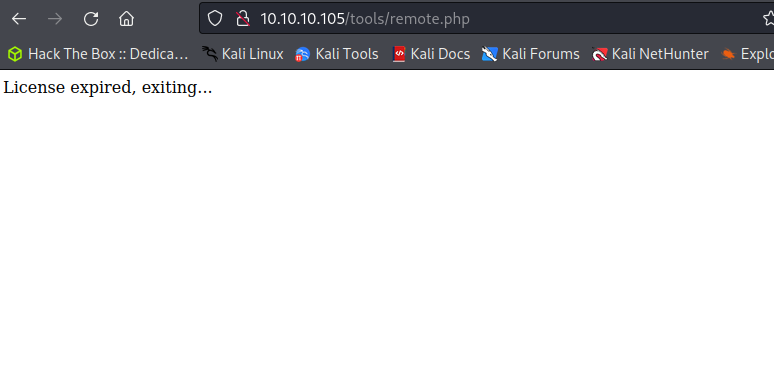 10.10.10.105/tools/remote.php
Hack The Box :: Dedica… Kali Linux Kali Tools Kali Docs Kali Forums Kali NetHunter Explo
License expired, exiting...